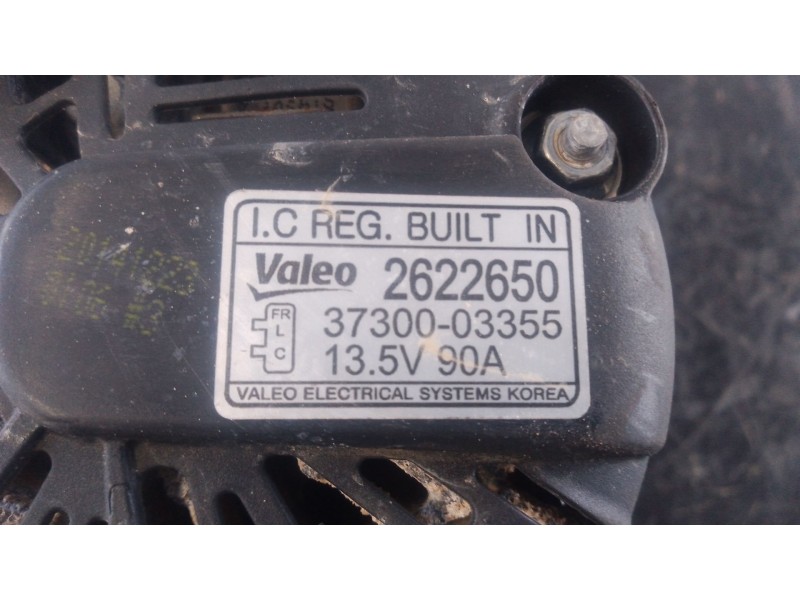 I.C REG. BUILT IN
Valeo 2622650
FR
L
C
37300-03355
13.5V 90A
VALEO ELECTRICAL SYSTEMS KOREA